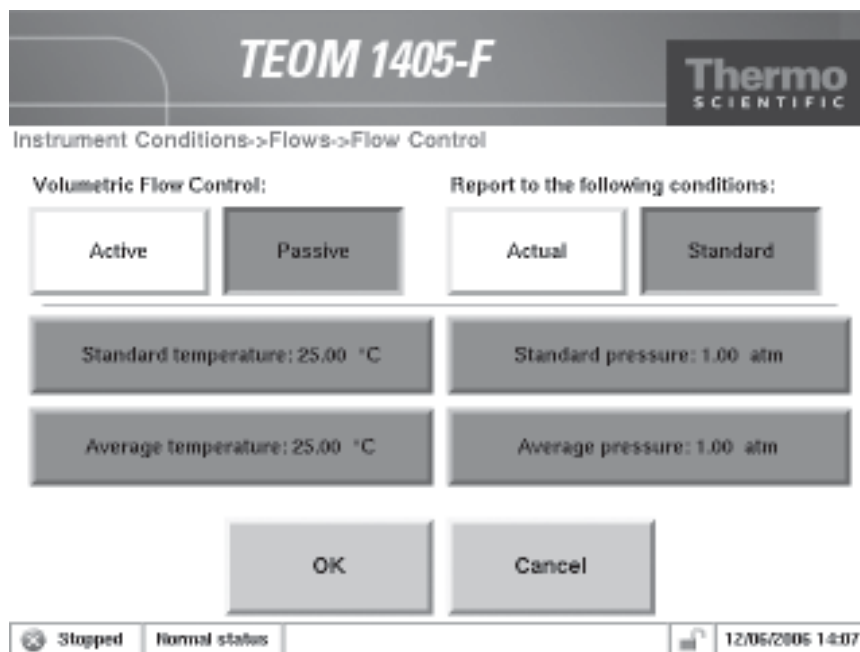 TEOM 1405-F
Thermo
SCIENTIFIC
Instrument Conditions->Flows->Flow Control
Volumetric Flow Control:
Report to the following conditions:
Active
Passive
Actual
Standard
Standard temperature: 25.00 °C
Standard pressure: 1.00 atm
Average temperature: 25.00 °C
Average pressure: 1.00 atm
OK
Cancel
Stopped
Normal status
12/06/2006 14:07